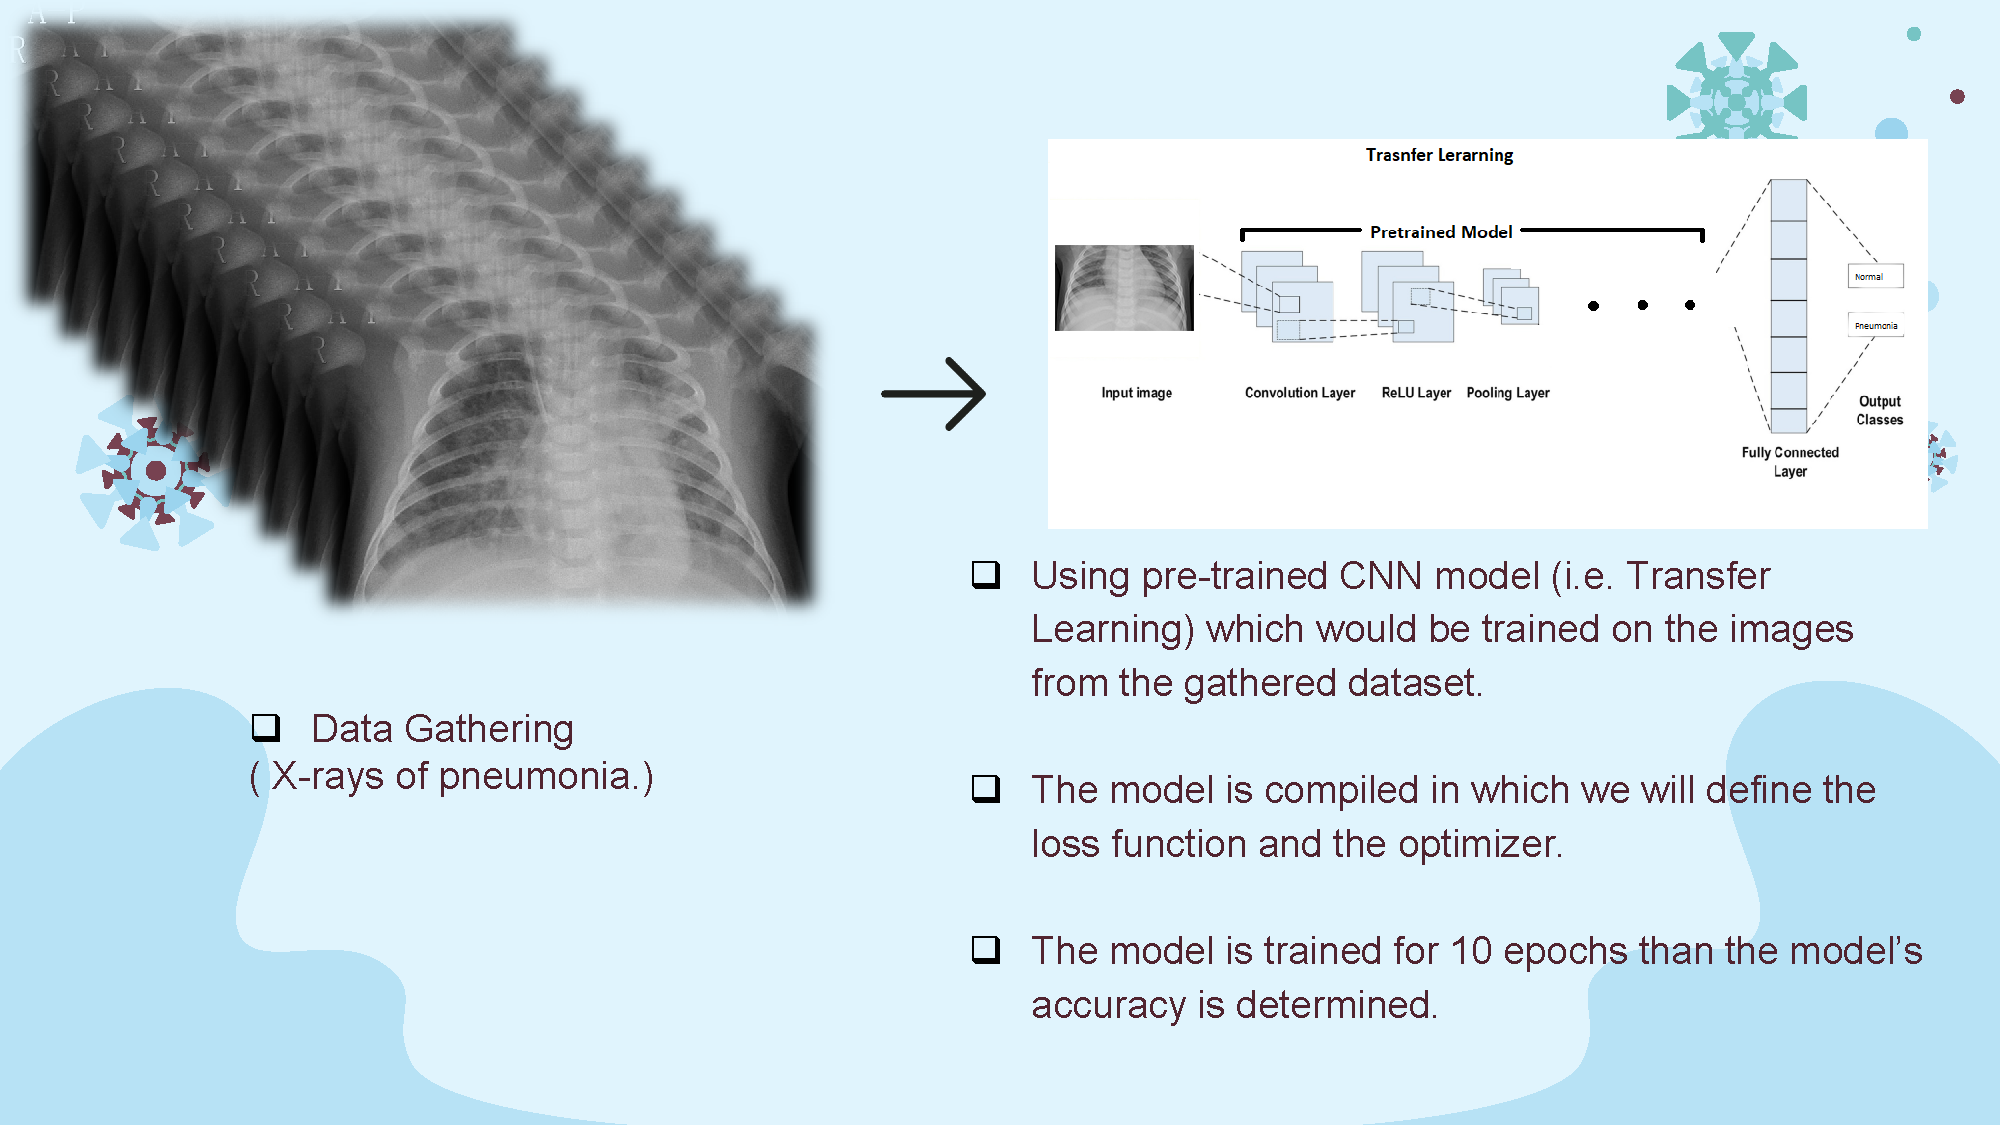 A P
R A P
R A P
R A P
R A P
R A P
R A P
R A P
R A P
R A P
R
Trasnfer Lerarning
Pretrained Model
Normal
Pneumonia
Input image
Convolution Layer
ReLU Layer
Pooling Layer
Output
Classes
Fully Connected
Layer
❑ Using pre-trained CNN model (i.e. Transfer
Learning) which would be trained on the images
from the gathered dataset.
❑ Data Gathering
( X-rays of pneumonia.)
❑ The model is compiled in which we will define the
loss function and the optimizer.
❑ The model is trained for 10 epochs than the model’s
accuracy is determined.